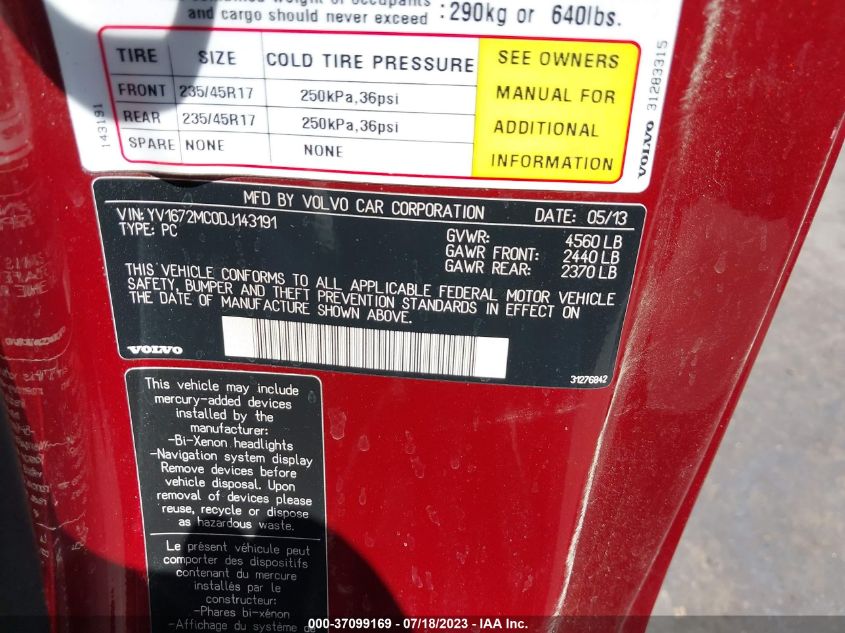 and cargo should never exceed : 290kg or 640lbs.
TIRE SIZE COLD TIRE PRESSURE SEE OWNERS
FRONT 235/45R17 250kPa,36psi MANUAL FOR
REAR 235/45R17 250kPa,36psi ADDITIONAL
SPARE NONE NONE INFORMATION
143191
VOLVO 31283315
MFD BY VOLVO CAR CORPORATION DATE: 05/13
VIN: YV1672MC0DJ143191
TYPE: PC
GVWR: 4560 LB
GAWR FRONT: 2440 LB
GAWR REAR: 2370 LB
THIS VEHICLE CONFORMS TO ALL APPLICABLE FEDERAL MOTOR VEHICLE
SAFETY, BUMPER AND THEFT PREVENTION STANDARDS IN EFFECT ON
THE DATE OF MANUFACTURE SHOWN ABOVE.
VOLVO 31276842
This vehicle may include
mercury-added devices
installed by the
manufacturer:
-Bi-Xenon headlights
-Navigation system display
Remove devices before
vehicle disposal. Upon
removal of devices please
reuse, recycle or dispose
as hazardous waste.
Le présent véhicule peut
comporter des dispositifs
contenant du mercure
installés par le
constructeur:
-Phares bi-xénon
-Affichage du système de
000-37099169 - 07/18/2023 - IAA Inc.